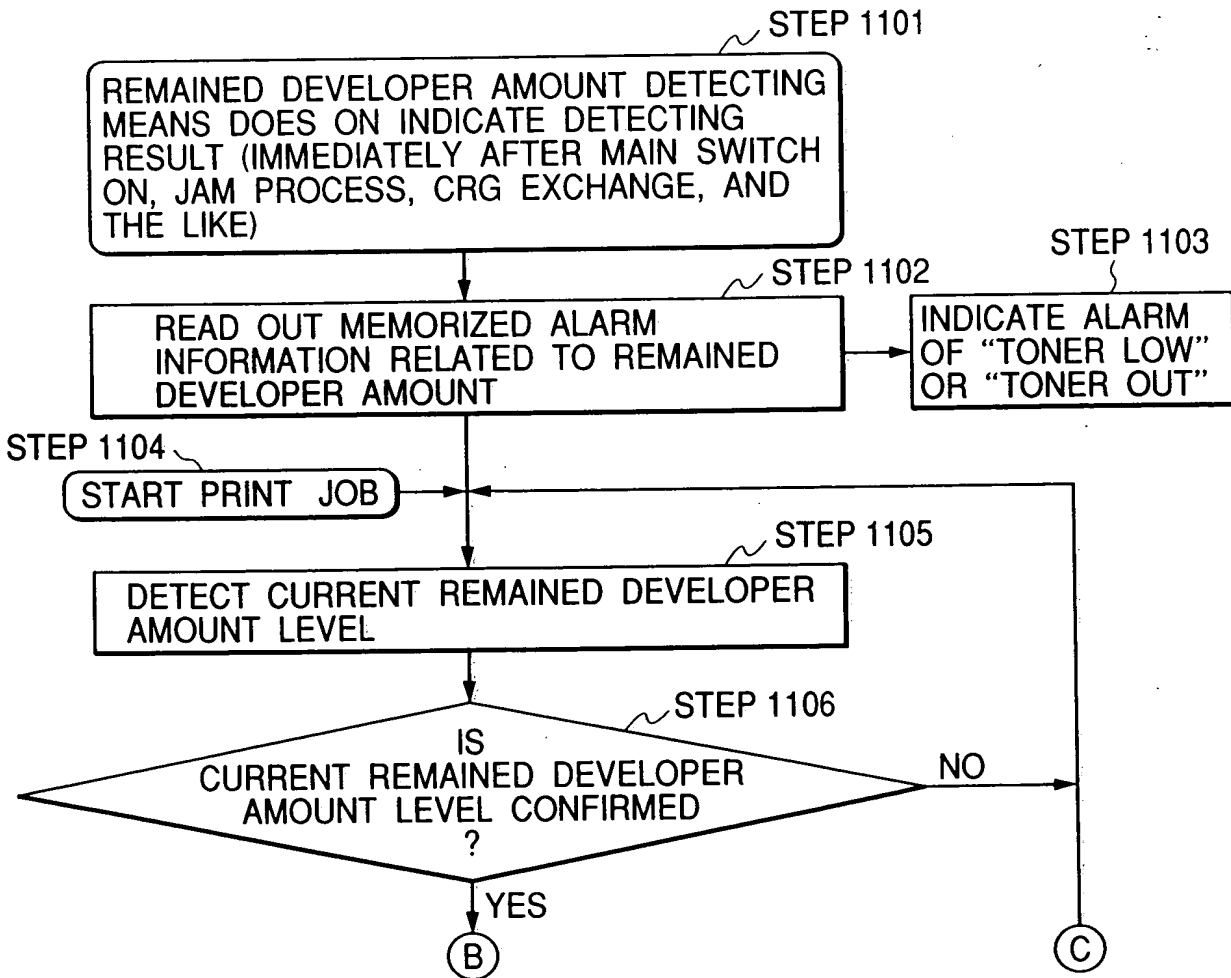 STEP 1101
REMAINED DEVELOPER AMOUNT DETECTING
MEANS DOES ON INDICATE DETECTING
RESULT (IMMEDIATELY AFTER MAIN SWITCH
ON, JAM PROCESS, CRG EXCHANGE, AND
THE LIKE)
STEP 1102
READ OUT MEMORIZED ALARM
INFORMATION RELATED TO REMAINED
DEVELOPER AMOUNT
STEP 1103
INDICATE ALARM
OF “TONER LOW”
OR “TONER OUT”
STEP 1104
START PRINT JOB
STEP 1105
DETECT CURRENT REMAINED DEVELOPER
AMOUNT LEVEL
STEP 1106
IS
CURRENT REMAINED DEVELOPER
AMOUNT LEVEL CONFIRMED
?
NO
YES
B
C